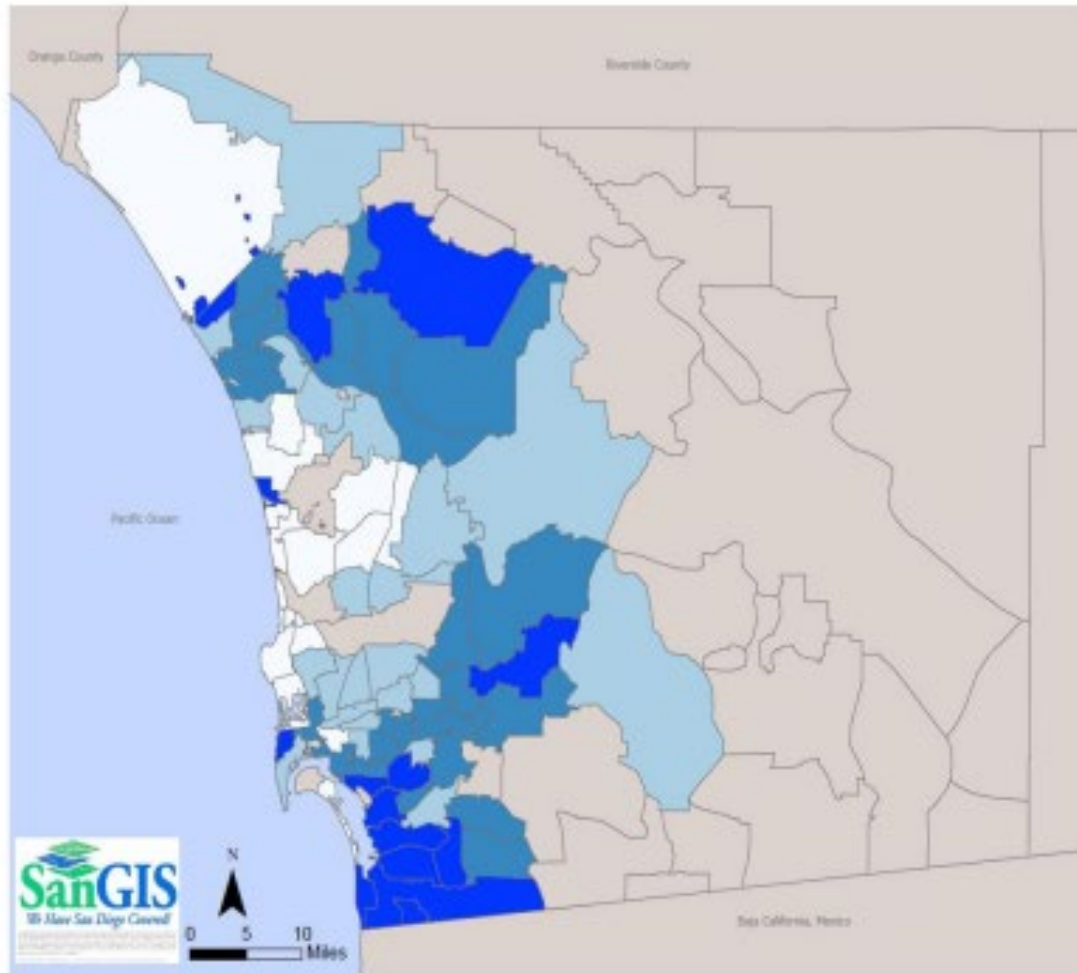 Orange County
Riverside County
Pacific Ocean
SanGIS
We Have San Diego Covered!
N
0 5 10
Miles
Baja California, Mexico